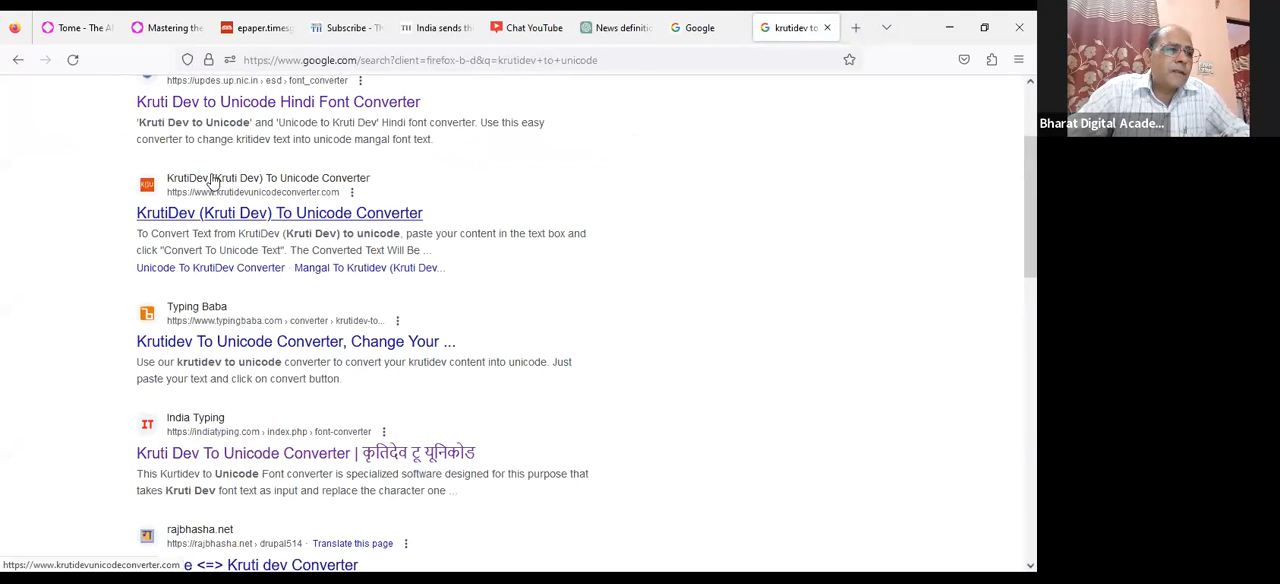 Tome - The A
Mastering the
epaper.times
Subscribe - Th
India sends th
Chat YouTube
News definiti
Google
krutidev to
https://www.google.com/search?client=firefox-b-d&q=krutidev+to+unicode
https://updes.up.nic.in › esd › font_converter
Kruti Dev to Unicode Hindi Font Converter
'Kruti Dev to Unicode' and 'Unicode to Kruti Dev' Hindi font converter. Use this easy
converter to change kritidev text into unicode mangal font text.
KrutiDev (Kruti Dev) To Unicode Converter
https://www.krutidevunicodeconverter.com
KrutiDev (Kruti Dev) To Unicode Converter
To Convert Text from KrutiDev (Kruti Dev) to unicode, paste your content in the text box and
click "Convert To Unicode Text". The Converted Text Will Be ...
Unicode To KrutiDev Converter · Mangal To Krutidev (Kruti Dev...
Typing Baba
https://www.typingbaba.com › converter › krutidev-to...
Krutidev To Unicode Converter, Change Your ...
Use our krutidev to unicode converter to convert your krutidev content into unicode. Just
paste your text and click on convert button.
India Typing
https://indiatyping.com › index.php › font-converter
Kruti Dev To Unicode Converter | कृतिदेव टू यूनिकोड
This Kurtidev to Unicode Font converter is specialized software designed for this purpose that
takes Kruti Dev font text as input and replace the character one ...
rajbhasha.net
https://rajbhasha.net › drupal514 · Translate this page
e <=> Kruti dev Converter
https://www.krutidevunicodeconverter.com
Bharat Digital Acade...